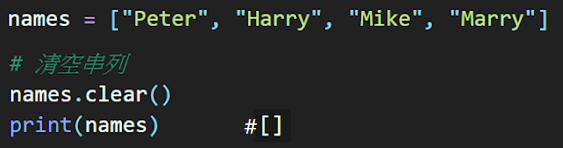 names = ["Peter", "Harry", "Mike", "Marry"]
# 清空串列
names.clear()
print(names) #[]